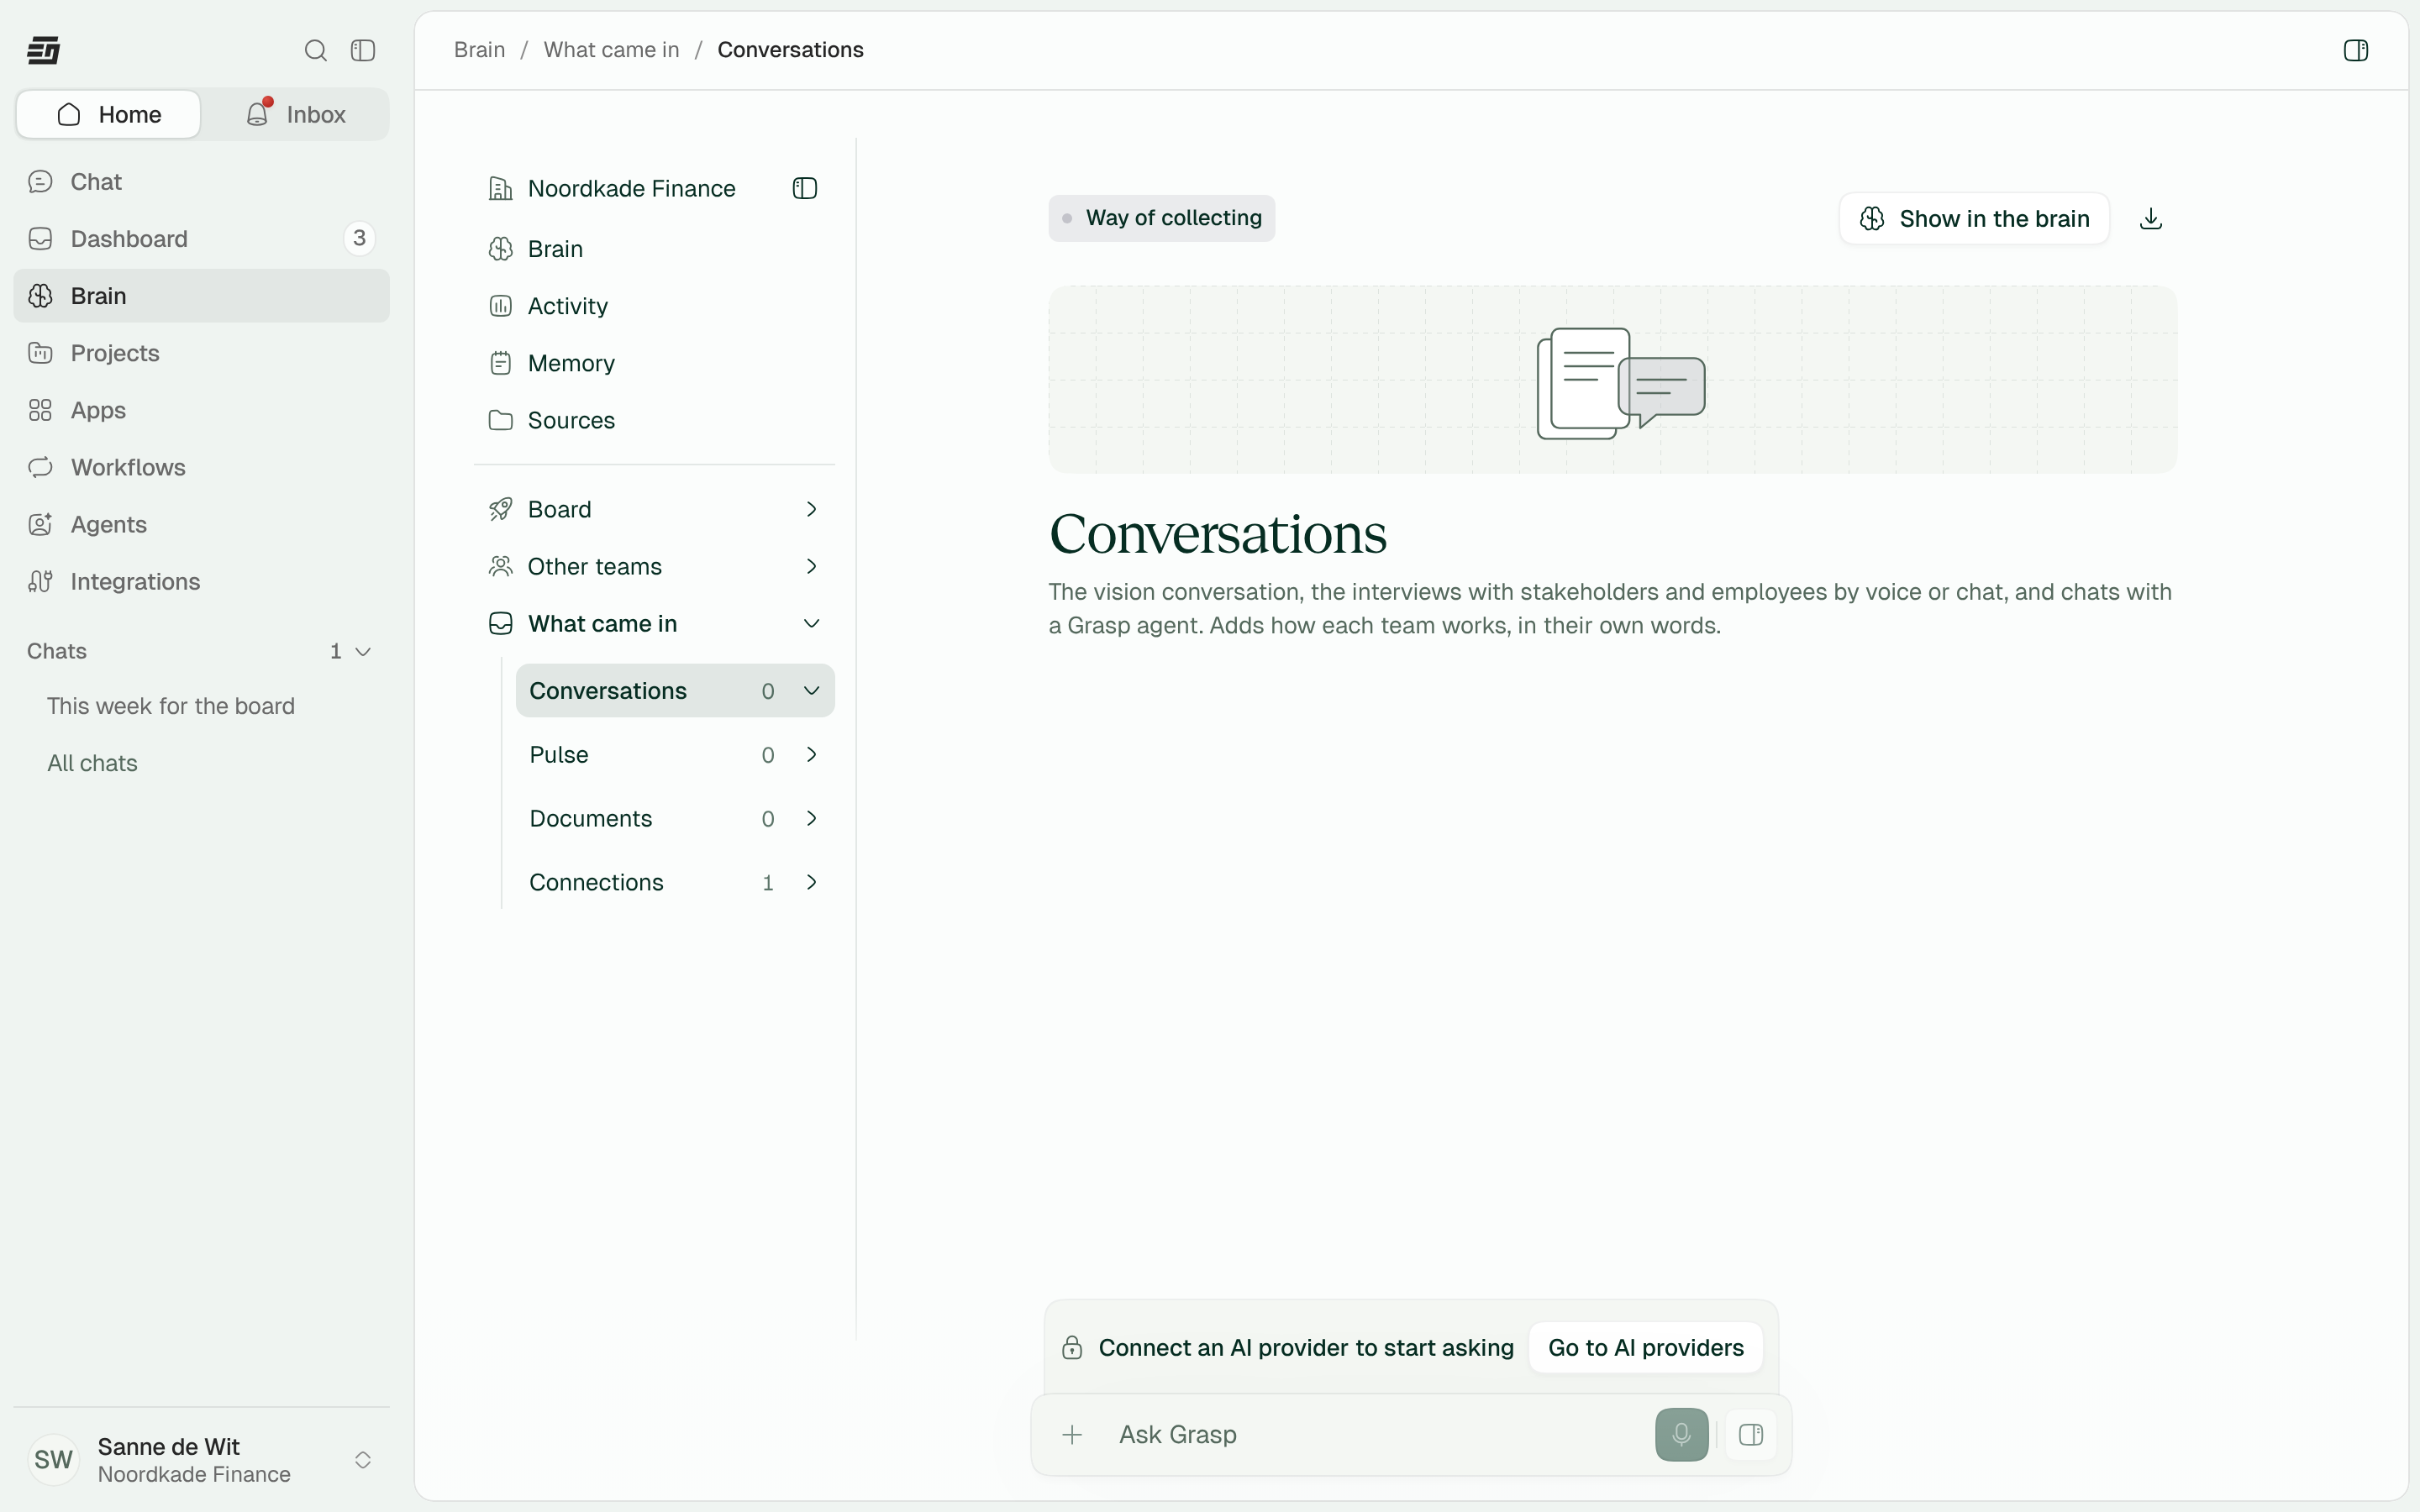 Home
Inbox
Chat
Dashboard 3
Brain
Projects
Apps
Workflows
Agents
Integrations
Chats 1
This week for the board
All chats
SW
Sanne de Wit
Noordkade Finance
Brain / What came in / Conversations
Noordkade Finance
Brain
Activity
Memory
Sources
Board
Other teams
What came in
Conversations 0
Pulse 0
Documents 0
Connections 1
Way of collecting
Show in the brain
Conversations
The vision conversation, the interviews with stakeholders and employees by voice or chat, and chats with
a Grasp agent. Adds how each team works, in their own words.
Connect an AI provider to start asking
Go to AI providers
Ask Grasp